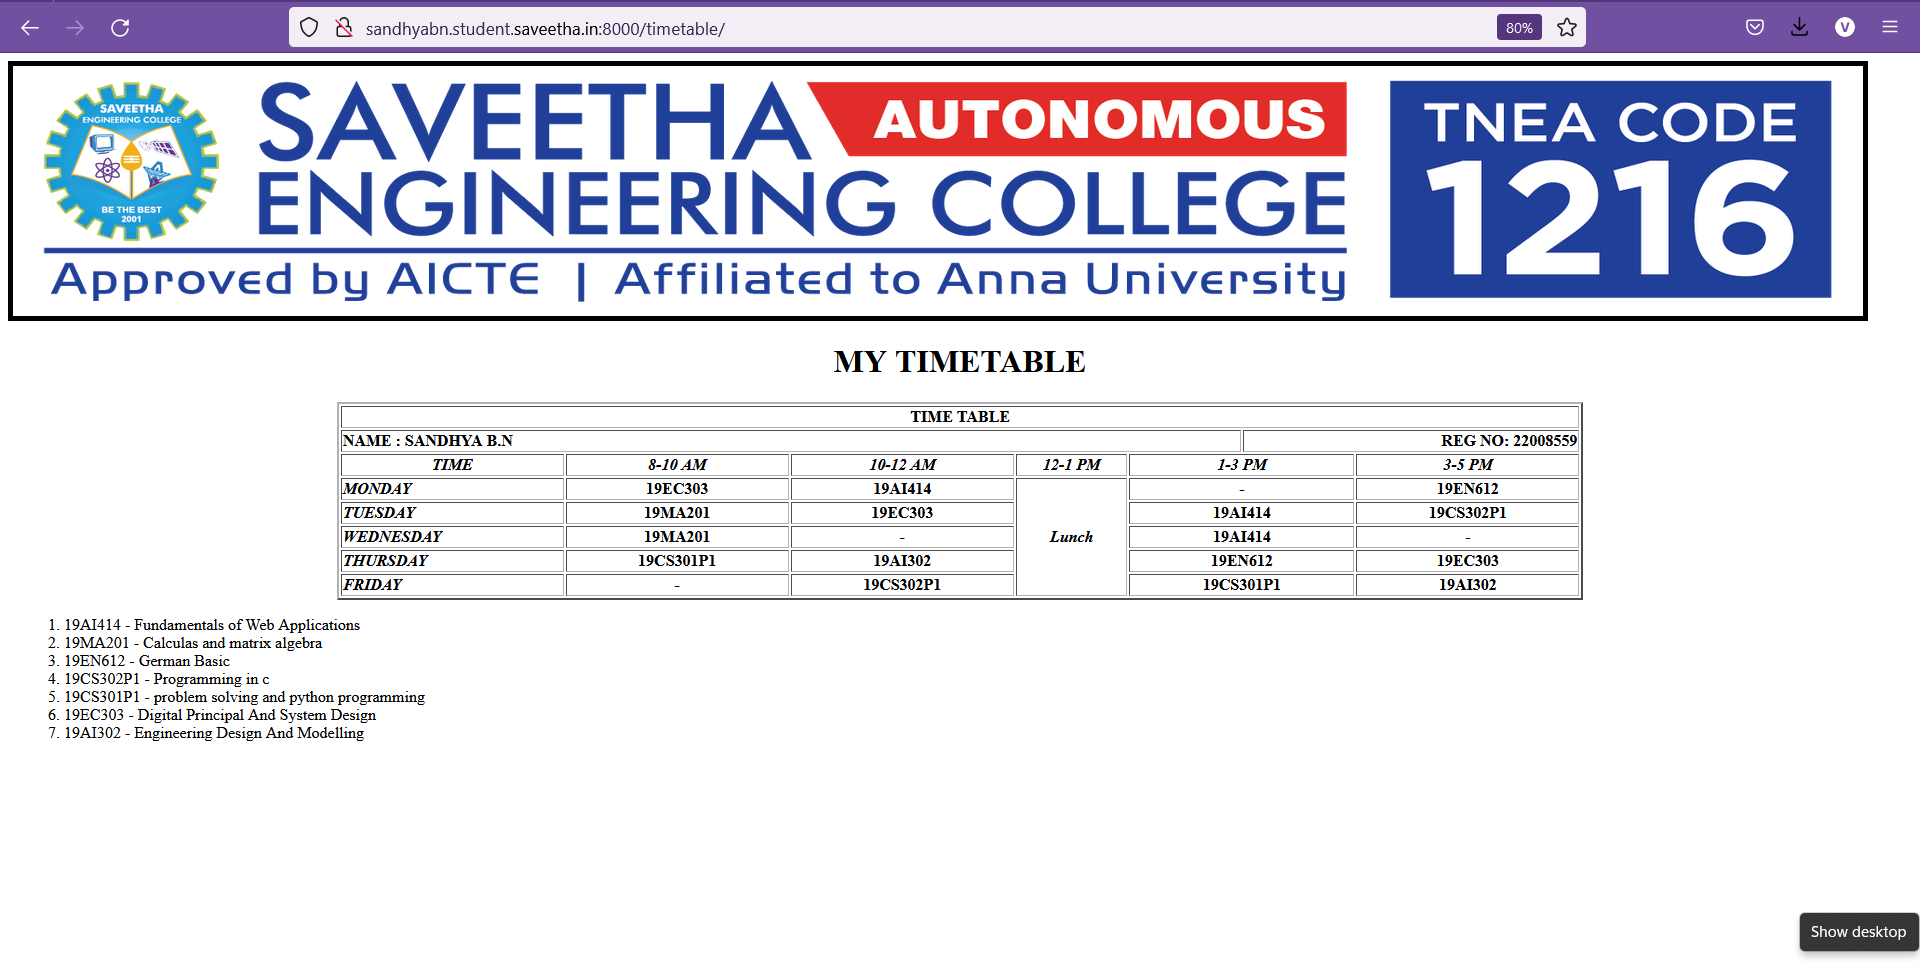 sandhyabn.student.saveetha.in:8000/timetable/ 80% V
SAVEETHA
ENGINEERING COLLEGE
BE THE BEST
2001
SAVEETHA AUTONOMOUS
ENGINEERING COLLEGE
Approved by AICTE | Affiliated to Anna University
TNEA CODE
1216
MY TIMETABLE
TIME TABLE
NAME : SANDHYA B.N REG NO: 22008559
TIME 8-10 AM 10-12 AM 12-1 PM 1-3 PM 3-5 PM
MONDAY 19EC303 19AI414 - 19EN612
TUESDAY 19MA201 19EC303 19AI414 19CS302P1
WEDNESDAY 19MA201 - Lunch 19AI414 -
THURSDAY 19CS301P1 19AI302 19EN612 19EC303
FRIDAY - 19CS302P1 19CS301P1 19AI302
1. 19AI414 - Fundamentals of Web Applications
2. 19MA201 - Calculas and matrix algebra
3. 19EN612 - German Basic
4. 19CS302P1 - Programming in c
5. 19CS301P1 - problem solving and python programming
6. 19EC303 - Digital Principal And System Design
7. 19AI302 - Engineering Design And Modelling
Show desktop